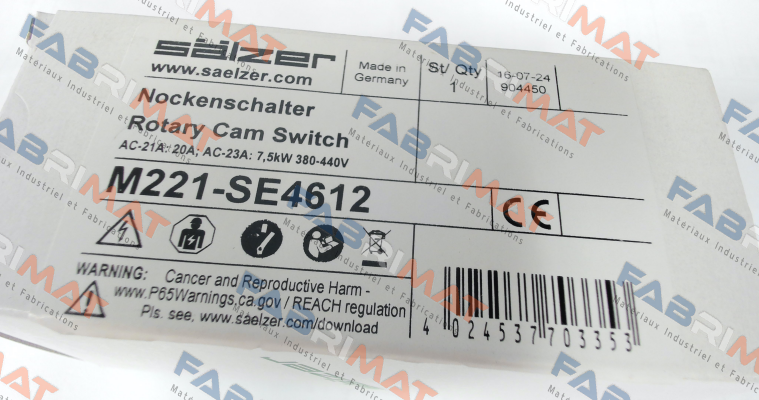 sälzer
www.saelzer.com
Made in
Germany
St/ Qty
1
16-07-24
904450
Nockenschalter
Rotary Cam Switch
AC-21A: 20A; AC-23A: 7,5kW 380-440V
M221-SE4612
CE
WARNING: Cancer and Reproductive Harm -
www.P65Warnings.ca.gov / REACH regulation
Pls. see, www.saelzer.com/download
4 024537 703353
FABRIMAT
Matériaux Industriel et Fabrications